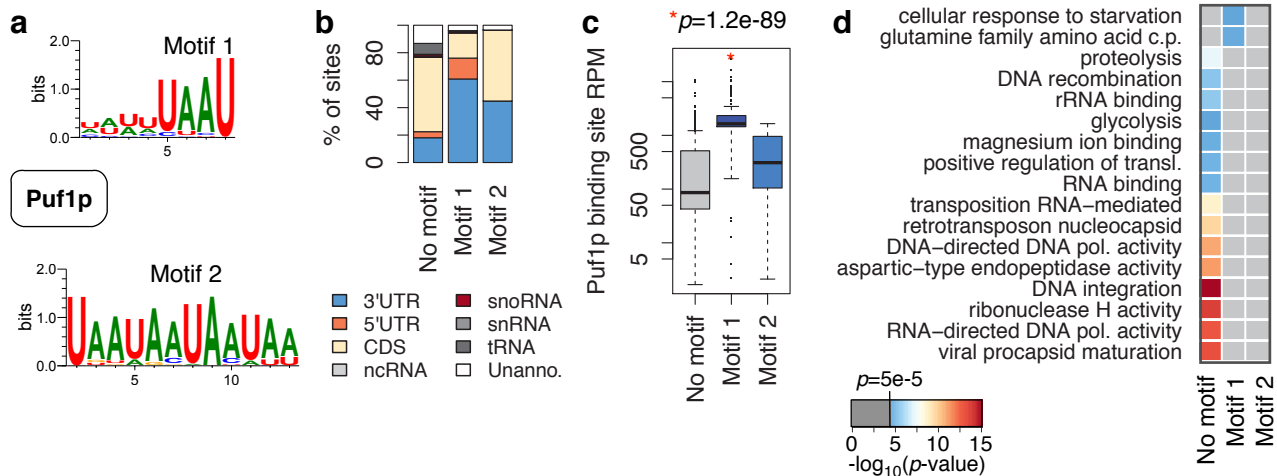 a
2.0
1.0
0.0
bits
Motif 1
UAAU
5
Puf1p
2.0
1.0
0.0
bits
Motif 2
UAAUAAUAAUAA
5
10
b
% of sites
80
40
0
No motif
Motif 1
Motif 2
3'UTR
5'UTR
CDS
ncRNA
snoRNA
snRNA
tRNA
Unanno.
c
*p=1.2e-89
*
Puf1p binding site RPM
500
50
5
No motif
Motif 1
Motif 2
d
cellular response to starvation
glutamine family amino acid c.p.
proteolysis
DNA recombination
rRNA binding
glycolysis
magnesium ion binding
positive regulation of transl.
RNA binding
transposition RNA−mediated
retrotransposon nucleocapsid
DNA−directed DNA pol. activity
aspartic−type endopeptidase activity
DNA integration
ribonuclease H activity
RNA−directed DNA pol. activity
viral procapsid maturation
No motif
Motif 1
Motif 2
p=5e-5
0 5 10 15
-log10(p-value)